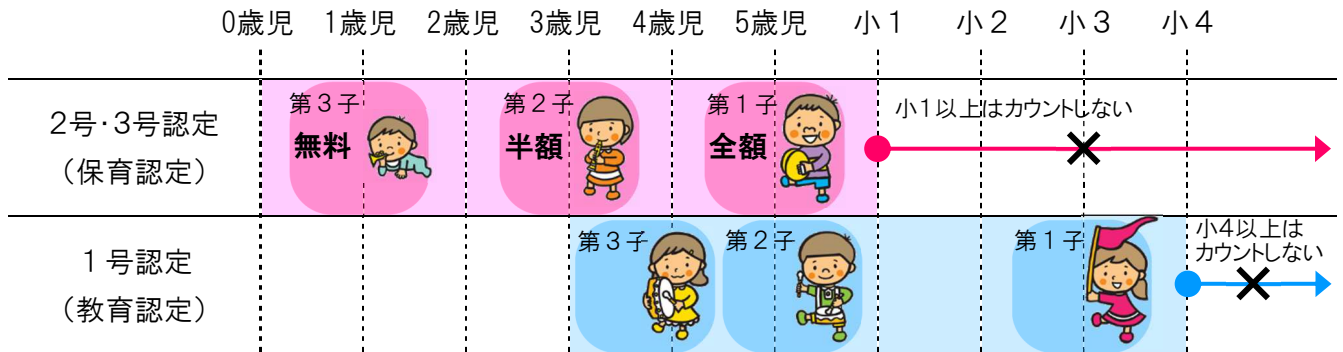 0歳児 1歳児 2歳児 3歳児 4歳児 5歳児 小1 小2 小3 小4
2号・3号認定
（保育認定）
第3子
無料
第2子
半額
第1子
全額
小1以上はカウントしない
1号認定
（教育認定）
第3子
第2子
第1子
小4以上は
カウントしない